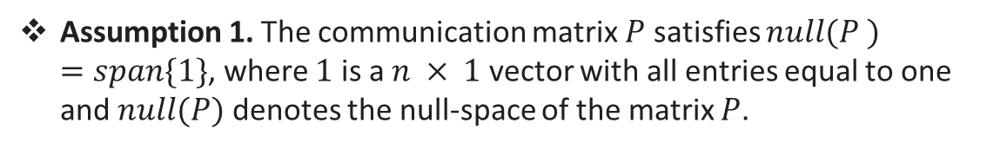 ❖ Assumption 1. The communication matrix P satisfies null(P )
= span{1}, where 1 is a n × 1 vector with all entries equal to one
and null(P) denotes the null-space of the matrix P.